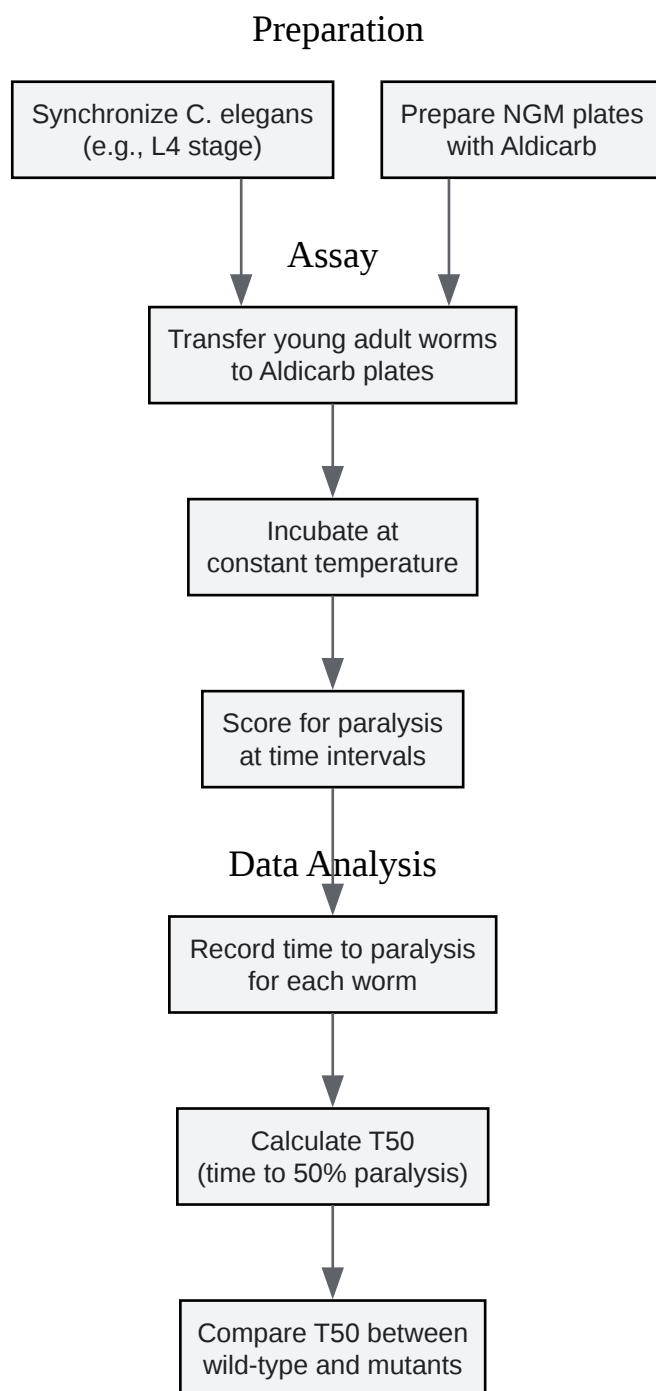 Preparation
Synchronize C. elegans
(e.g., L4 stage)
Prepare NGM plates
with Aldicarb
Assay
Transfer young adult worms
to Aldicarb plates
Incubate at
constant temperature
Score for paralysis
at time intervals
Data Analysis
Record time to paralysis
for each worm
Calculate T50
(time to 50% paralysis)
Compare T50 between
wild-type and mutants